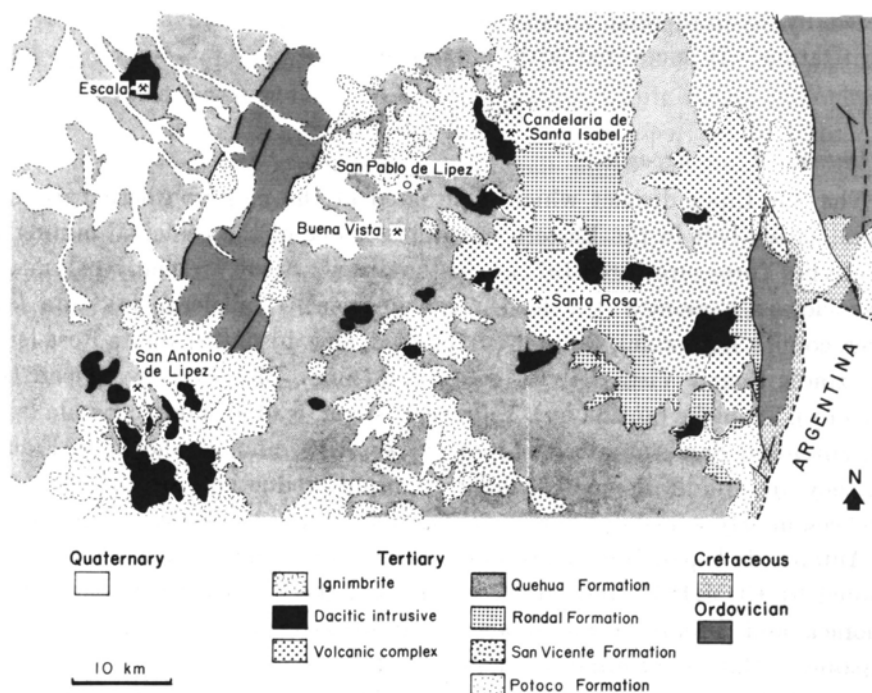 Escala
Candelaria de
Santa Isabel
San Pablo de Lipez
Buena Vista
Santa Rosa
San Antonio
de Lipez
ARGENTINA
N
Quaternary
Tertiary
Cretaceous
Ignimbrite
Quehua Formation
Ordovician
Dacitic intrusive
Rondal Formation
Volcanic complex
San Vicente Formation
10 km
Potoco Formation